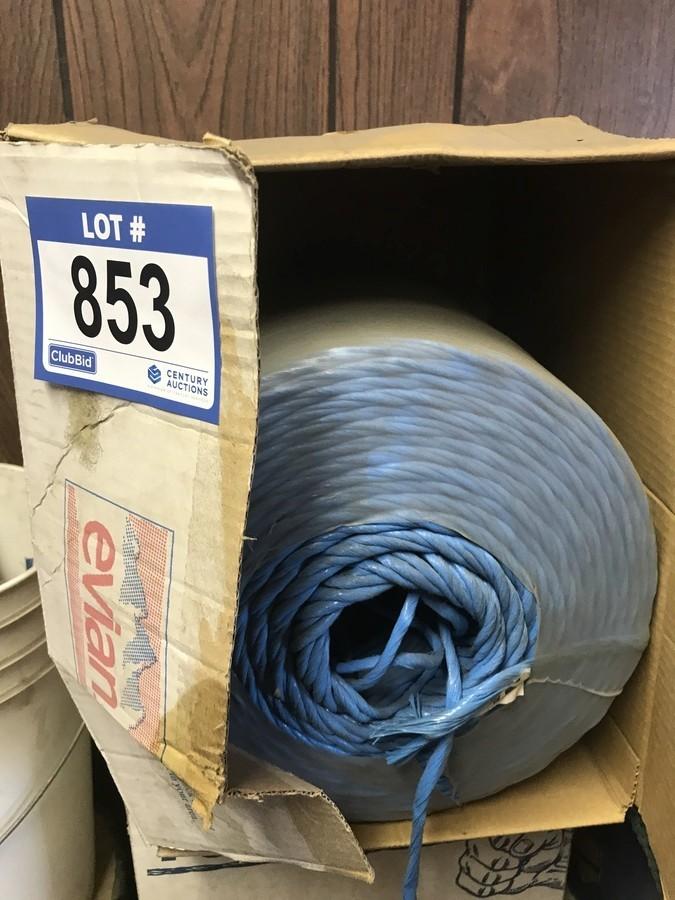 LOT #
853
ClubBid
CENTURY
AUCTIONS
evian